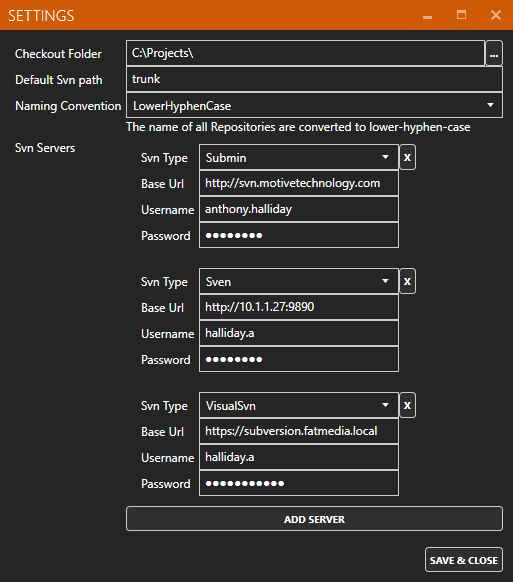 SETTINGS
Checkout Folder C:\Projects\ ...
Default Svn path trunk
Naming Convention LowerHyphenCase
The name of all Repositories are converted to lower-hyphen-case
Svn Servers
Svn Type Submin X
Base Url http://svn.motivetechnology.com
Username anthony.halliday
Password ●●●●●●●●
Svn Type Sven X
Base Url http://10.1.1.27:9890
Username halliday.a
Password ●●●●●●●●
Svn Type VisualSvn X
Base Url https://subversion.fatmedia.local
Username halliday.a
Password ●●●●●●●●●●●
ADD SERVER
SAVE & CLOSE